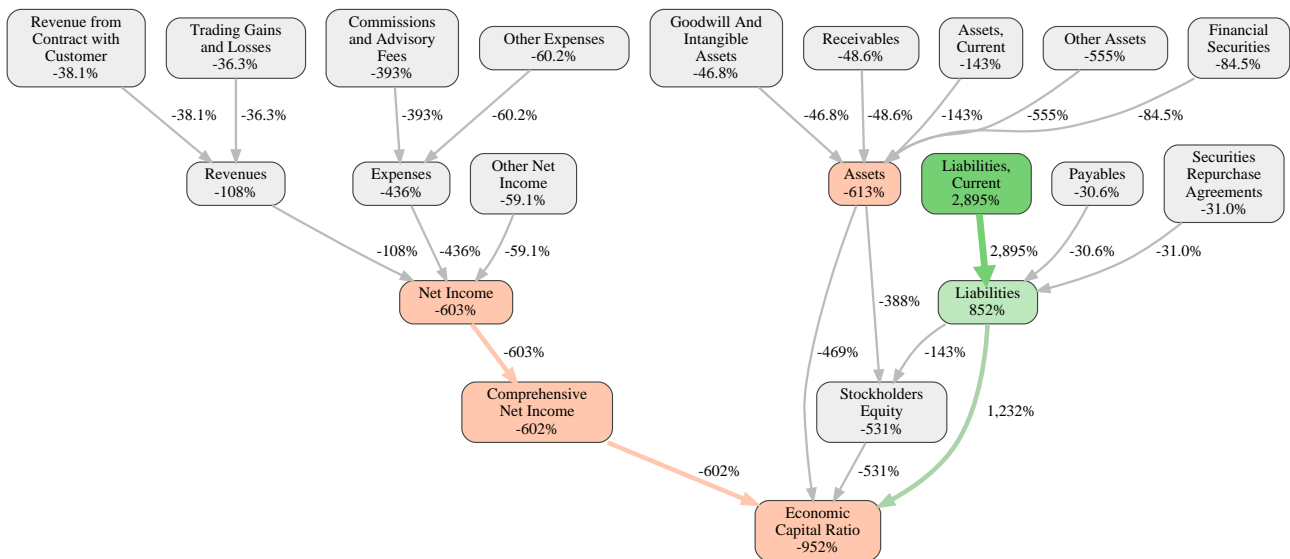 Revenue from
Contract with
Customer
-38.1%
Trading Gains
and Losses
-36.3%
Commissions
and Advisory
Fees
-393%
Other Expenses
-60.2%
Goodwill And
Intangible
Assets
-46.8%
Receivables
-48.6%
Assets,
Current
-143%
Other Assets
-555%
Financial
Securities
-84.5%
-38.1%
-36.3%
-393%
-60.2%
-46.8%
-48.6%
-143%
-555%
-84.5%
Revenues
-108%
Expenses
-436%
Other Net
Income
-59.1%
Assets
-613%
Liabilities,
Current
2,895%
Payables
-30.6%
Securities
Repurchase
Agreements
-31.0%
-108%
-436%
-59.1%
2,895%
-30.6%
-31.0%
Net Income
-603%
-388%
Liabilities
852%
-603%
-469%
-143%
Comprehensive
Net Income
-602%
Stockholders
Equity
-531%
1,232%
-602%
-531%
Economic
Capital Ratio
-952%